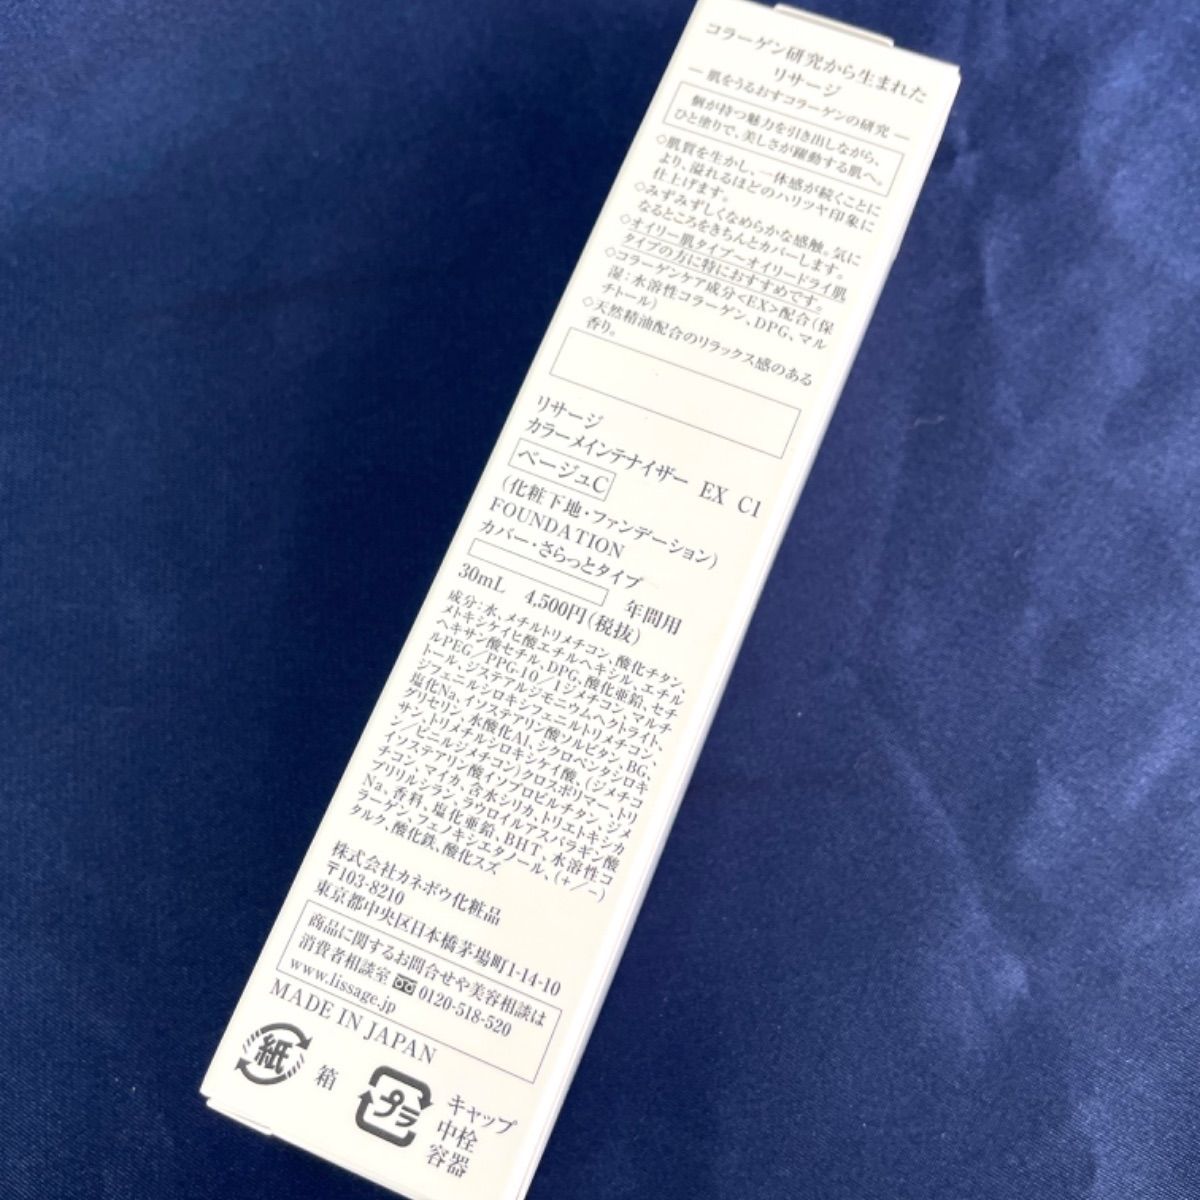 コラーゲン研究から生まれた
リサージ
― 肌をうるおすコラーゲンの研究 ―
個が持つ魅力を引き出しながら、
ひと塗りで、美しさが躍動する肌へ。
◇肌質を生かし、一体感が続くことに
より、溢れるほどのハリツヤ印象に
仕上げます。
◇みずみずしくなめらかな感触。気に
なるところをきちんとカバーします。
◇オイリー肌タイプ〜オイリードライ肌
タイプの方に特におすすめです。
◇コラーゲンケア成分<EX>配合(保
湿:水溶性コラーゲン、DPG、マル
チトール)
◇天然精油配合のリラックス感のある
香り。
リサージ
カラーメインテナイザー EX C1
ベージュC
(化粧下地・ファンデーション)
FOUNDATION
カバー・さらっとタイプ
年間用
30mL 4,500円(税抜)
成分:水、メチルトリメチコン、酸化チタン、
メトキシケイヒ酸エチルヘキシル、エチル
ヘキサン酸セチル、DPG、酸化亜鉛、セチ
ルPEG/PPG-10/1ジメチコン、マルチ
トール、ジステアルジモニウムヘクトライト、
ジフェニルシロキシフェニルトリメチコン、
塩化Na、イソステアリン酸ソルビタン、BG、
グリセリン、水酸化Al、シクロペンタシロキ
サン、トリメチルシロキシケイ酸、(ジメチコ
ン/ビニルジメチコン)クロスポリマー、トリ
イソステアリン酸イソプロピルチタン、ジメ
チコン、マイカ、含水シリカ、トリエトキシカ
プリリルシラン、ラウロイルアスパラギン酸
Na、香料、塩化亜鉛、BHT、水溶性コ
ラーゲン、フェノキシエタノール、(+/−)
タルク、酸化鉄、酸化スズ
株式会社カネボウ化粧品
〒103-8210
東京都中央区日本橋茅場町1-14-10
商品に関するお問合せや美容相談は
消費者相談室 0120-518-520
www.lissage.jp
MADE IN JAPAN
紙
箱
プラ
キャップ
中栓
容器